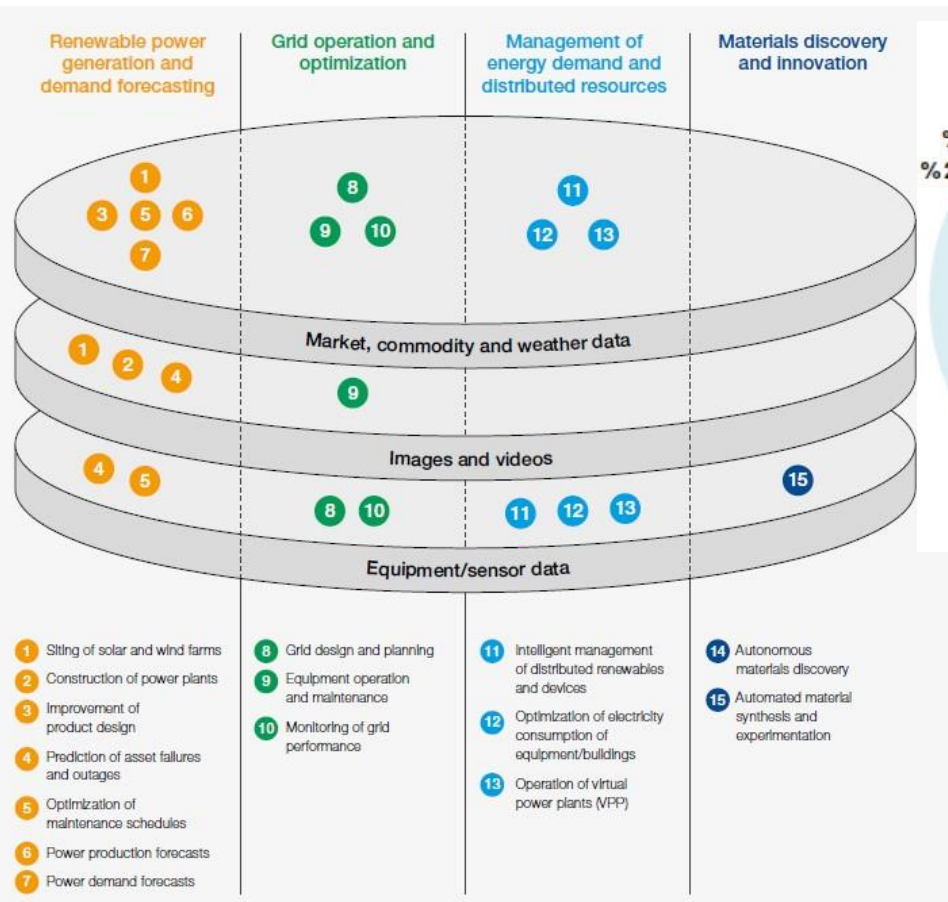 Renewable power
generation and
demand forecasting
Grid operation and
optimization
Management of
energy demand and
distributed resources
Materials discovery
and innovation
1
3 5 6
7
8
9 10
11
12 13
Market, commodity and weather data
1
2
4
9
Images and videos
4
5
8 10
11 12 13
15
Equipment/sensor data
1 Siting of solar and wind farms
2 Construction of power plants
3 Improvement of
product design
4 Prediction of asset failures
and outages
5 Optimization of
maintenance schedules
6 Power production forecasts
7 Power demand forecasts
8 Grid design and planning
9 Equipment operation
and maintenance
10 Monitoring of grid
performance
11 Intelligent management
of distributed renewables
and devices
12 Optimization of electricity
consumption of
equipment/buildings
13 Operation of virtual
power plants (VPP)
14 Autonomous
materials discovery
15 Automated material
synthesis and
experimentation